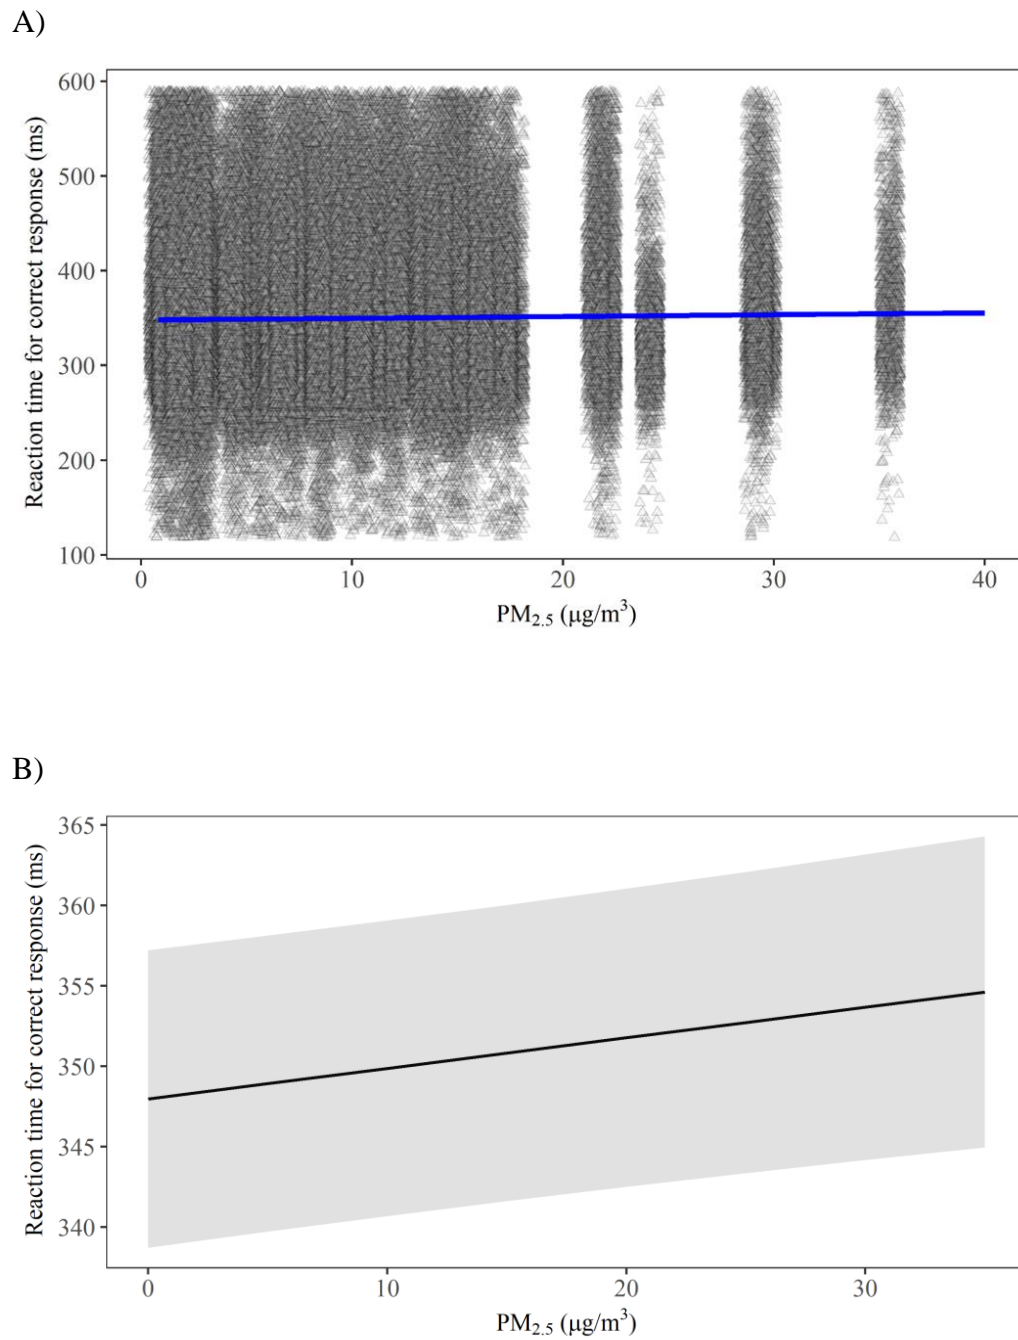 A)
Reaction time for correct response (ms)
600
500
400
300
200
100
0 10 20 30 40
PM2.5 (μg/m3)
B)
Reaction time for correct response (ms)
365
360
355
350
345
340
0 10 20 30
PM2.5 (μg/m3)